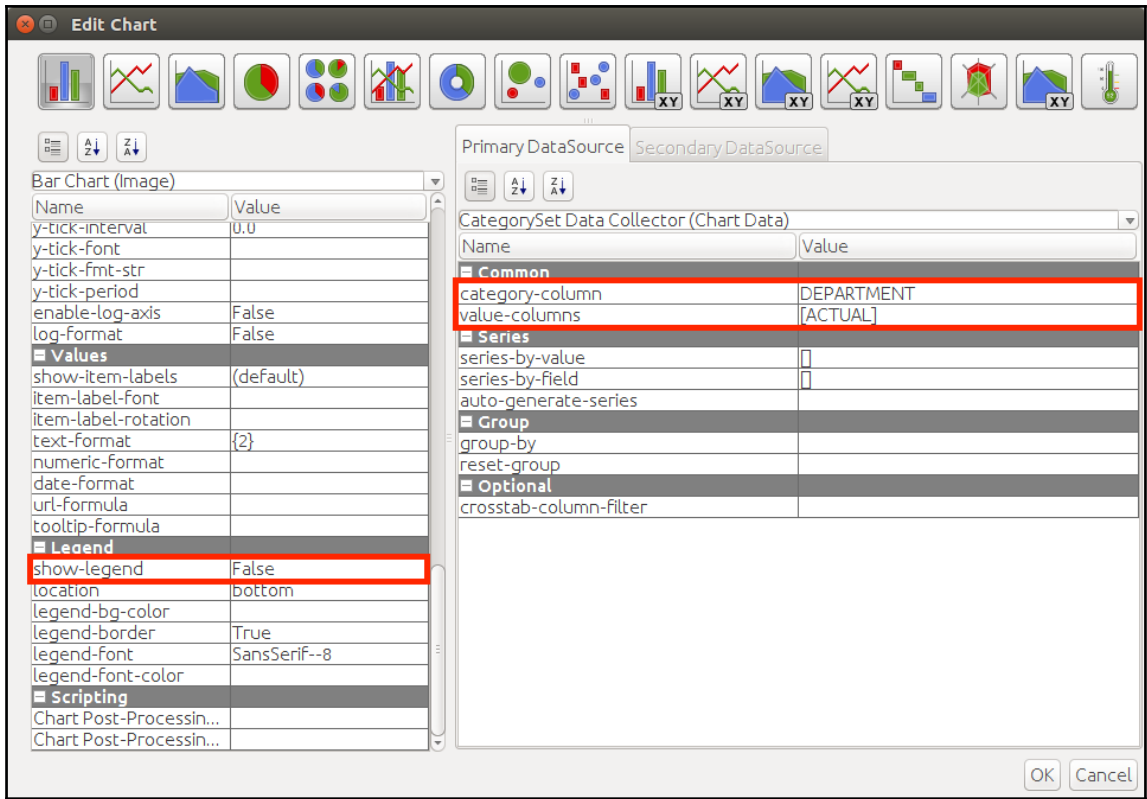 Edit Chart
XY XY XY XY XY
Primary DataSource Secondary DataSource
Bar Chart (Image)
Name Value
y-tick-interval 0.0
y-tick-font
y-tick-fmt-str
y-tick-period
enable-log-axis False
log-format False
Values
show-item-labels (default)
item-label-font
item-label-rotation
text-format {2}
numeric-format
date-format
url-formula
tooltip-formula
Legend
show-legend False
location bottom
legend-bg-color
legend-border True
legend-font SansSerif--8
legend-font-color
Scripting
Chart Post-Processin...
Chart Post-Processin...
CategorySet Data Collector (Chart Data)
Name Value
Common
category-column DEPARTMENT
value-columns [ACTUAL]
Series
series-by-value []
series-by-field []
auto-generate-series
Group
group-by
reset-group
Optional
crosstab-column-filter
OK Cancel